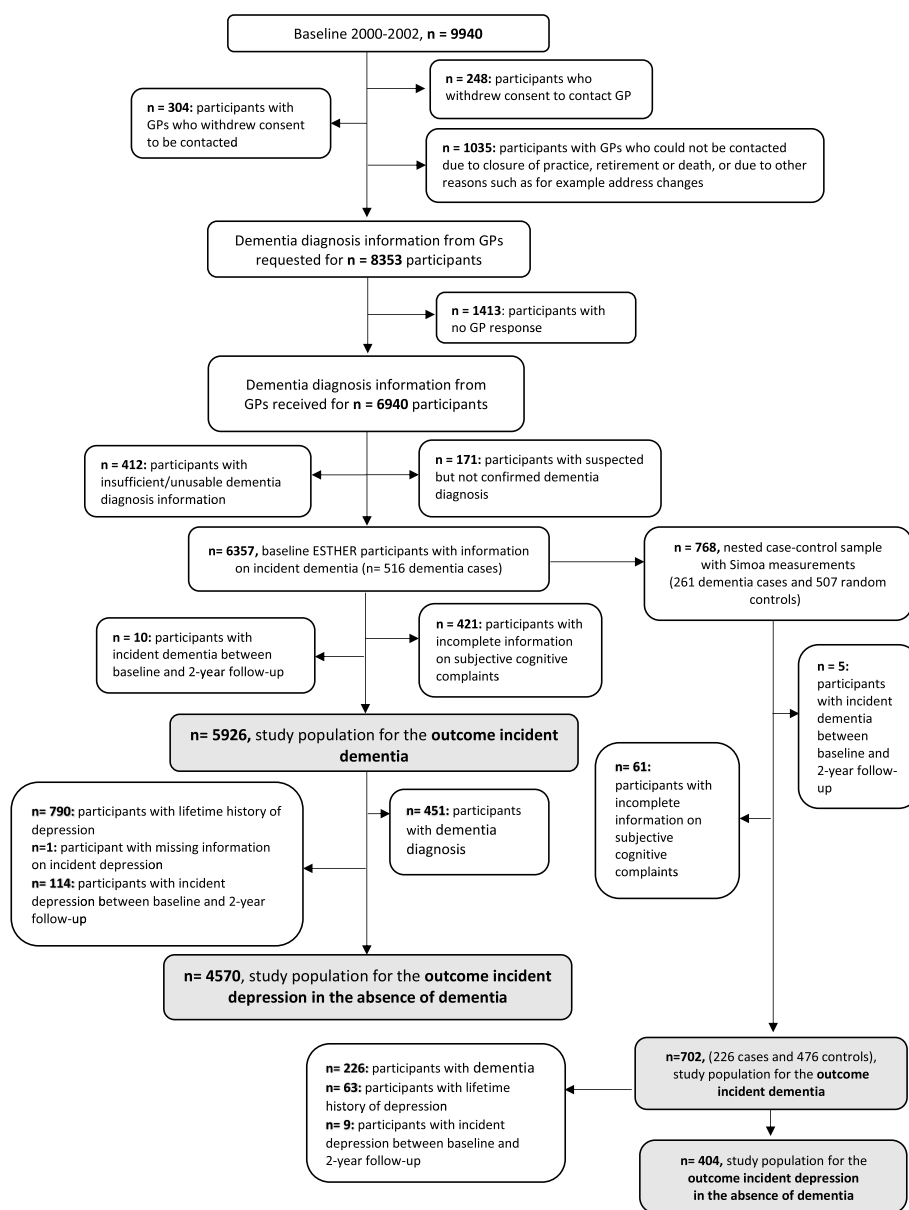 Baseline 2000-2002, n = 9940
n = 248: participants who
withdrew consent to contact GP
n = 304: participants with
GPs who withdrew consent
to be contacted
n = 1035: participants with GPs who could not be contacted
due to closure of practice, retirement or death, or due to other
reasons such as for example address changes
Dementia diagnosis information from GPs
requested for n = 8353 participants
n = 1413: participants with
no GP response
Dementia diagnosis information from
GPs received for n = 6940 participants
n = 412: participants with
insufficient/unusable dementia
diagnosis information
n = 171: participants with suspected
but not confirmed dementia
diagnosis
n= 6357, baseline ESTHER participants with information
on incident dementia (n= 516 dementia cases)
n = 768, nested case-control sample
with Simoa measurements
(261 dementia cases and 507 random
controls)
n = 10: participants with
incident dementia between
baseline and 2-year follow-up
n = 421: participants with
incomplete information
on subjective cognitive
complaints
n = 5:
participants
with incident
dementia
between
baseline and
2-year follow-
up
n= 5926, study population for the outcome incident
dementia
n= 61:
participants with
incomplete
information on
subjective
cognitive
complaints
n= 790: participants with lifetime history of
depression
n=1: participant with missing information
on incident depression
n= 114: participants with incident
depression between baseline and 2-year
follow-up
n= 451: participants
with dementia
diagnosis
n= 4570, study population for the outcome incident
depression in the absence of dementia
n=702, (226 cases and 476 controls),
study population for the outcome
incident dementia
n= 226: participants with dementia
n= 63: participants with lifetime
history of depression
n= 9: participants with incident
depression between baseline and
2-year follow-up
n= 404, study population for the
outcome incident depression
in the absence of dementia